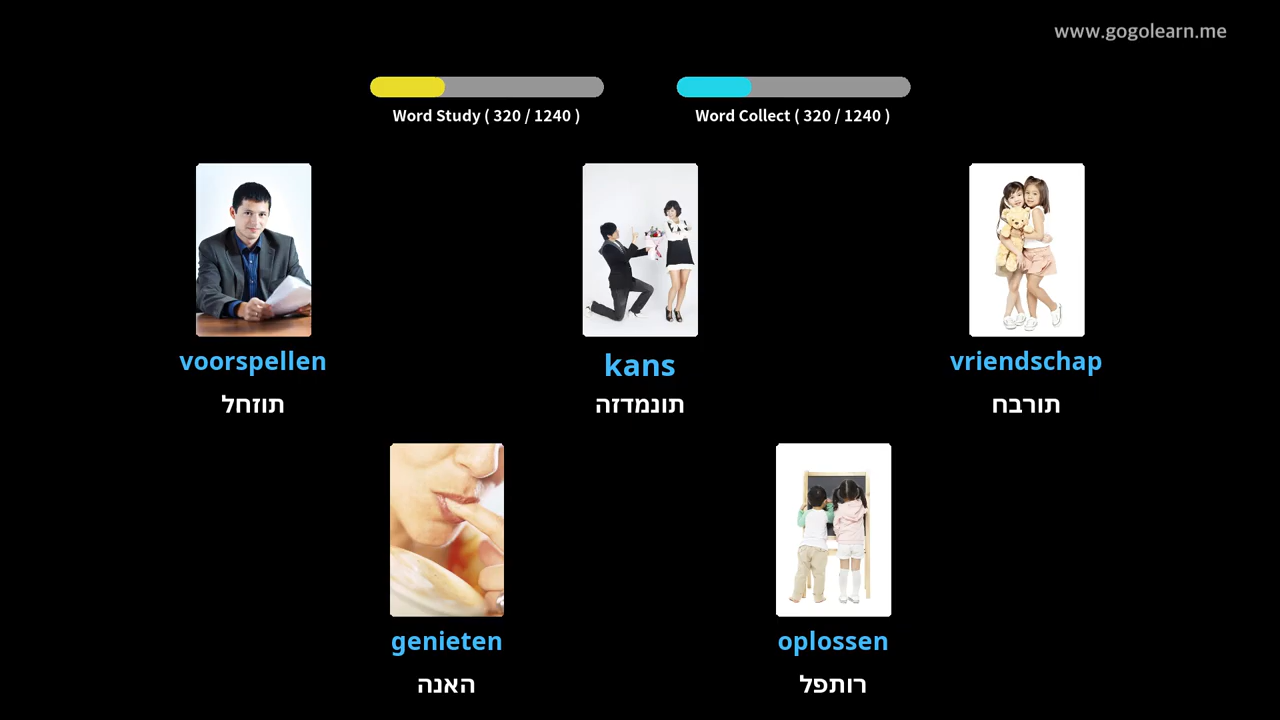 www.gogolearn.me
Word Study ( 320 / 1240 )
Word Collect ( 320 / 1240 )
voorspellen
kans
vriendschap
תוזחל
תונמדזה
תורבח
genieten
oplossen
האנה
רותפל